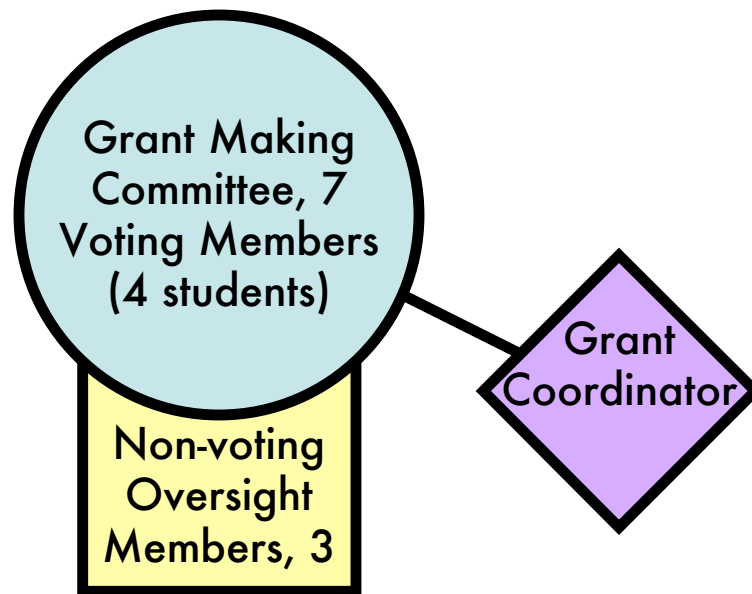 Grant Making
Committee, 7
Voting Members
(4 students)
Grant
Coordinator
Non-voting
Oversight
Members, 3